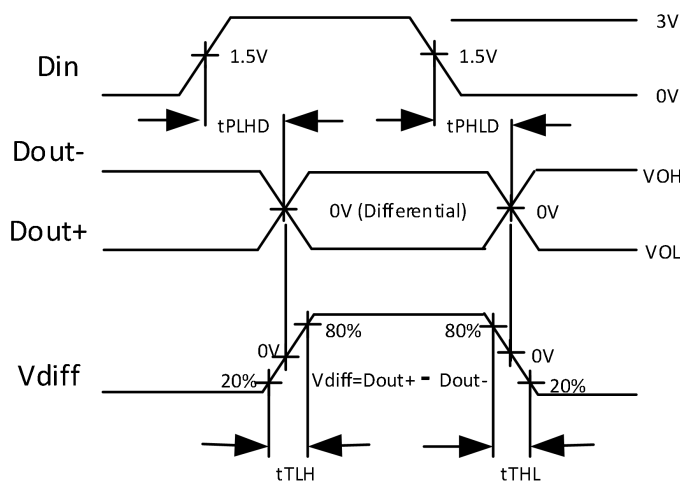 3V
Din
1.5V
1.5V
0V
tPLHD
tPHLD
Dout-
VOH
0V (Differential)
0V
Dout+
VOL
80%
80%
0V
0V
Vdiff
20%
Vdiff=Dout+ - Dout-
20%
tTLH
tTHL